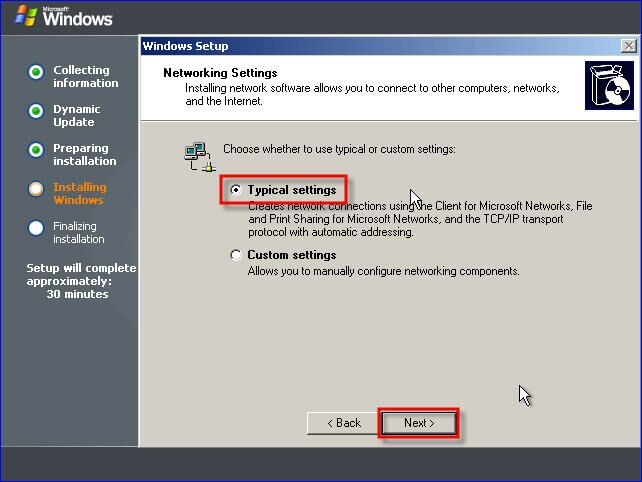 Microsoft
Windows
Collecting
information
Dynamic
Update
Preparing
installation
Installing
Windows
Finalizing
installation
Setup will complete
approximately:
30 minutes
Windows Setup
Networking Settings
Installing network software allows you to connect to other computers, networks,
and the Internet.
Choose whether to use typical or custom settings:
Typical settings
Creates network connections using the Client for Microsoft Networks, File
and Print Sharing for Microsoft Networks, and the TCP/IP transport
protocol with automatic addressing.
Custom settings
Allows you to manually configure networking components.
< Back
Next >